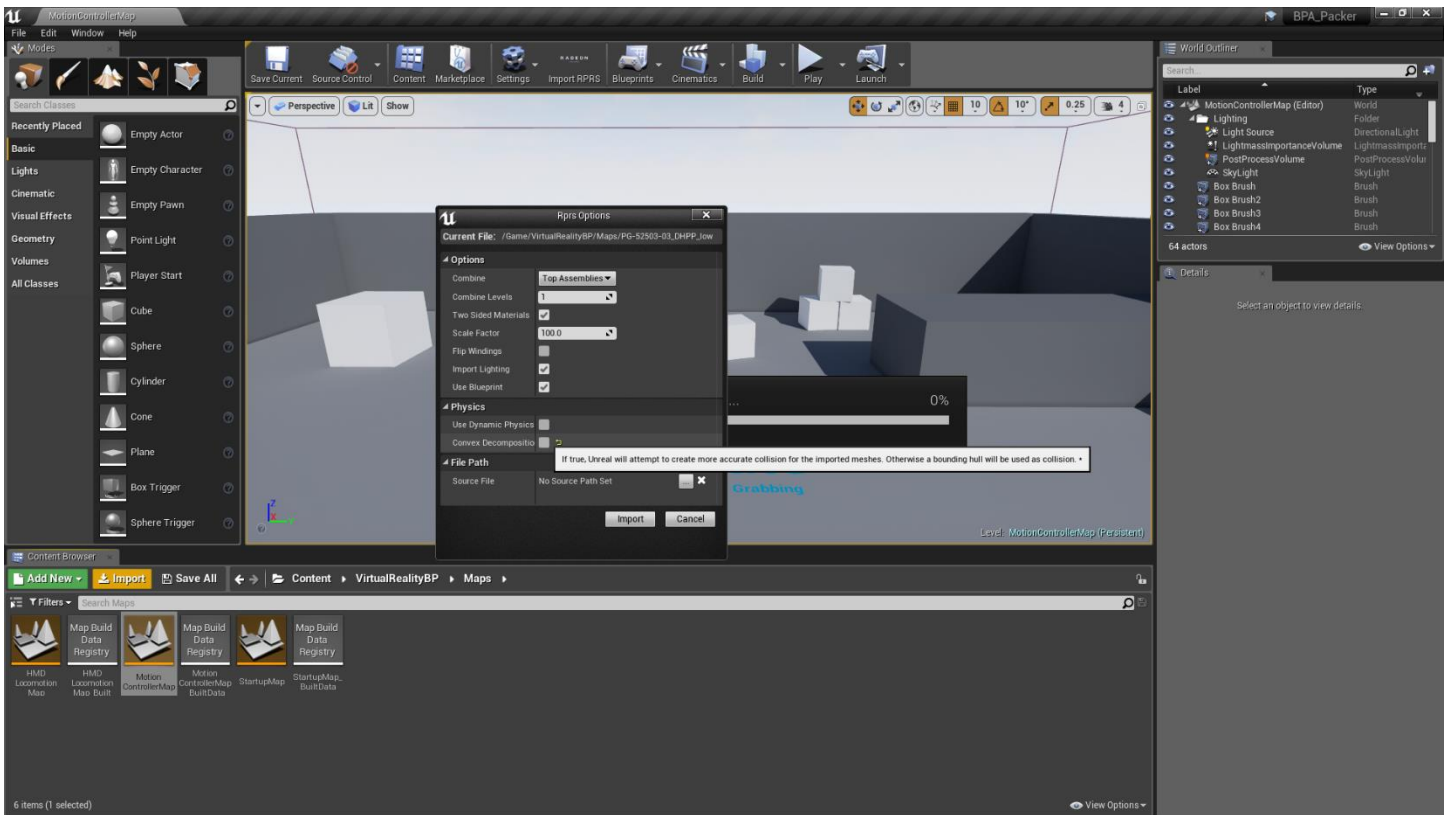 MotionControllerMap
BPA_Packer
File Edit Window Help
Modes
Search Classes
Recently Placed
Basic
Lights
Cinematic
Visual Effects
Geometry
Volumes
All Classes
Empty Actor
Empty Character
Empty Pawn
Point Light
Player Start
Cube
Sphere
Cylinder
Cone
Plane
Box Trigger
Sphere Trigger
Save Current Source Control Content Marketplace Settings Import RPRS Blueprints Cinematics Build Play Launch
RADEON
Perspective Lit Show
10 10° 0.25 4
Rprs Options
Current File: /Game/VirtualRealityBP/Maps/PG-52503-03_DHPP_low
Options
Combine Top Assemblies
Combine Levels 1
Two Sided Materials
Scale Factor 100.0
Flip Windings
Import Lighting
Use Blueprint
Physics
Use Dynamic Physics
Convex Decompositio
If true, Unreal will attempt to create more accurate collision for the imported meshes. Otherwise a bounding hull will be used as collision. *
File Path
Source File No Source Path Set ...
Import Cancel
... 0%
Grabbing
Z
X
Level: MotionControllerMap (Persistent)
World Outliner
Search...
Label Type
MotionControllerMap (Editor) World
Lighting Folder
Light Source DirectionalLight
LightmassImportanceVolume LightmassImporta
PostProcessVolume PostProcessVolur
SkyLight SkyLight
Box Brush Brush
Box Brush2 Brush
Box Brush3 Brush
Box Brush4 Brush
64 actors View Options
Details
Select an object to view details.
Content Browser
Add New Import Save All Content VirtualRealityBP Maps
Filters Search Maps
HMD
Locomotion
Map
Map Build
Data
Registry
HMD
Locomotion
Map Built
Motion
ControllerMap
Map Build
Data
Registry
Motion
ControllerMap
BuiltData
StartupMap
Map Build
Data
Registry
StartupMap_
BuiltData
6 items (1 selected)
View Options